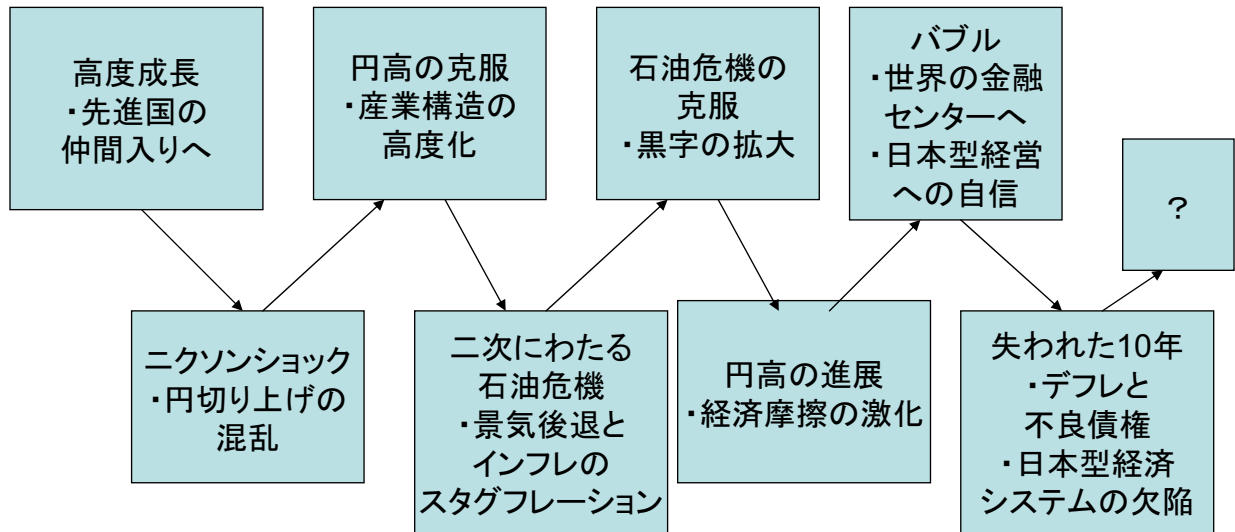 高度成長
・先進国の
仲間入りへ
ニクソンショック
・円切り上げの
混乱
円高の克服
・産業構造の
高度化
二次にわたる
石油危機
・景気後退と
インフレの
スタグフレーション
石油危機の
克服
・黒字の拡大
円高の進展
・経済摩擦の激化
バブル
・世界の金融
センターへ
・日本型経営
への自信
失われた10年
・デフレと
不良債権
・日本型経済
システムの欠陥
?